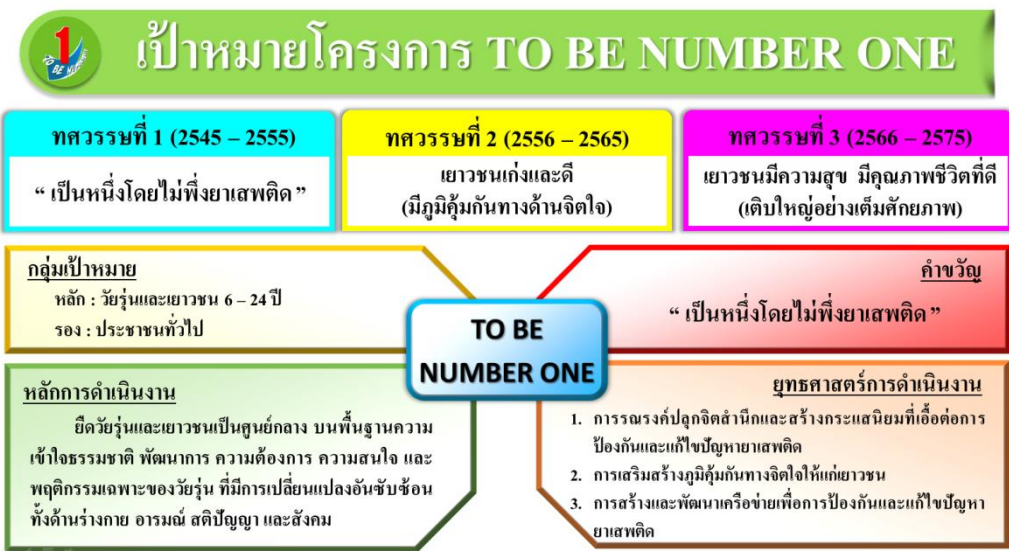 1
TO BE NUMBER ONE
เป้าหมายโครงการ TO BE NUMBER ONE
ทศวรรษที่ 1 (2545 – 2555)
“ เป็นหนึ่งโดยไม่พึ่งยาเสพติด ”
ทศวรรษที่ 2 (2556 – 2565)
เยาวชนเก่งและดี
(มีภูมิคุ้มกันทางด้านจิตใจ)
ทศวรรษที่ 3 (2566 – 2575)
เยาวชนมีความสุข มีคุณภาพชีวิตที่ดี
(เติบใหญ่อย่างเต็มศักยภาพ)
กลุ่มเป้าหมาย
หลัก : วัยรุ่นและเยาวชน 6 – 24 ปี
รอง : ประชาชนทั่วไป
คำขวัญ
“ เป็นหนึ่งโดยไม่พึ่งยาเสพติด ”
TO BE
NUMBER ONE
หลักการดำเนินงาน
ยึดวัยรุ่นและเยาวชนเป็นศูนย์กลาง บนพื้นฐานความ
เข้าใจธรรมชาติ พัฒนาการ ความต้องการ ความสนใจ และ
พฤติกรรมเฉพาะของวัยรุ่น ที่มีการเปลี่ยนแปลงอันซับซ้อน
ทั้งด้านร่างกาย อารมณ์ สติปัญญา และสังคม
ยุทธศาสตร์การดำเนินงาน
1. การรณรงค์ปลูกจิตสำนึกและสร้างกระแสนิยมที่เอื้อต่อการ
ป้องกันและแก้ไขปัญหายาเสพติด
2. การเสริมสร้างภูมิคุ้มกันทางจิตใจให้แก่เยาวชน
3. การสร้างและพัฒนาเครือข่ายเพื่อการป้องกันและแก้ไขปัญหา
ยาเสพติด